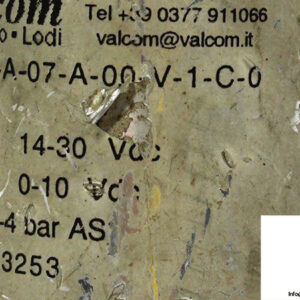 com Tel +39 0377 911066
o • Lodi valcom@valcom.it
A-07-A-00-V-1-C-0
14-30 Vdc
0-10 Vdc
-4 bar AS
3253
Info